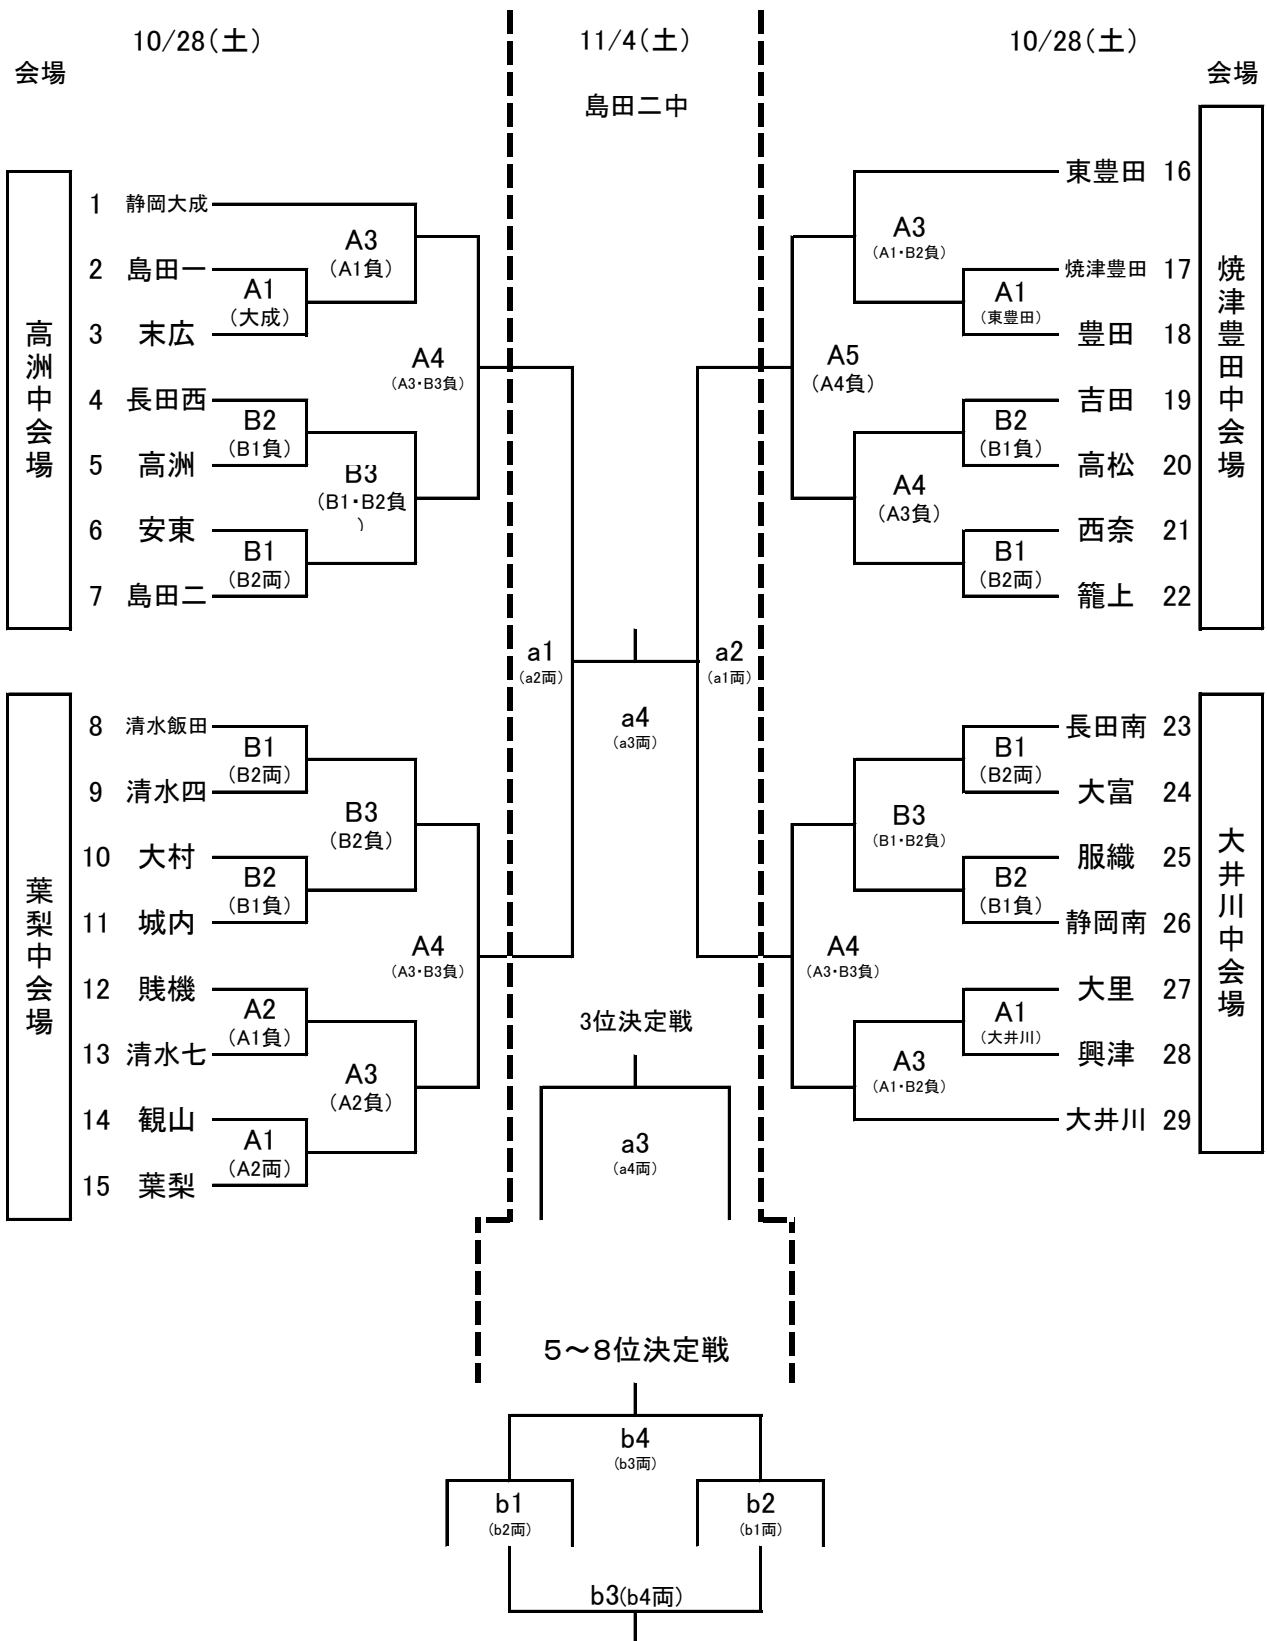 10/28(土)
11/4(土)
10/28(土)
会場
会場
島田二中
高洲中会場
1 静岡大成
A3
(A1負)
2 島田一
A1
(大成)
3 末広
A4
(A3・B3負)
4 長田西
B2
(B1負)
5 高洲
B3
(B1・B2負
)
6 安東
B1
(B2両)
7 島田二
葉梨中会場
8 清水飯田
B1
(B2両)
9 清水四
B3
(B2負)
10 大村
B2
(B1負)
11 城内
A4
(A3・B3負)
12 賎機
A2
(A1負)
13 清水七
A3
(A2負)
14 観山
A1
(A2両)
15 葉梨
a1
(a2両)
a4
(a3両)
a2
(a1両)
3位決定戦
a3
(a4両)
焼津豊田中会場
東豊田 16
A3
(A1・B2負)
焼津豊田 17
A1
(東豊田)
豊田 18
A5
(A4負)
吉田 19
B2
(B1負)
高松 20
A4
(A3負)
西奈 21
B1
(B2両)
籠上 22
大井川中会場
長田南 23
B1
(B2両)
大富 24
B3
(B1・B2負)
服織 25
B2
(B1負)
静岡南 26
A4
(A3・B3負)
大里 27
A1
(大井川)
興津 28
A3
(A1・B2負)
大井川 29
5～8位決定戦
b4
(b3両)
b1
(b2両)
b2
(b1両)
b3(b4両)